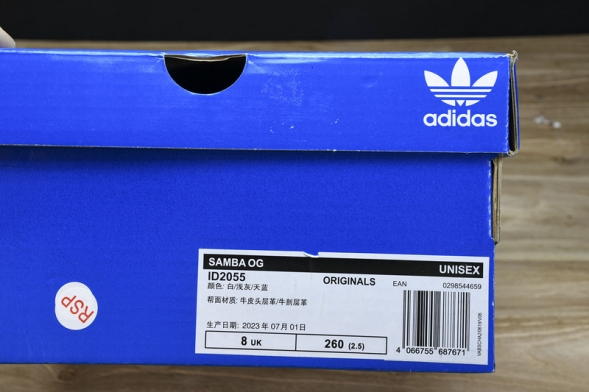 adidas
SAMBA OG UNISEX
ID2055 ORIGINALS EAN 0298544659
颜色: 白/浅灰/天蓝
帮面材质: 牛皮头层革/牛剖层革
生产日期: 2023 年 07 月 01 日
8 UK 260 (2.5)
4 066755 687671
RSP